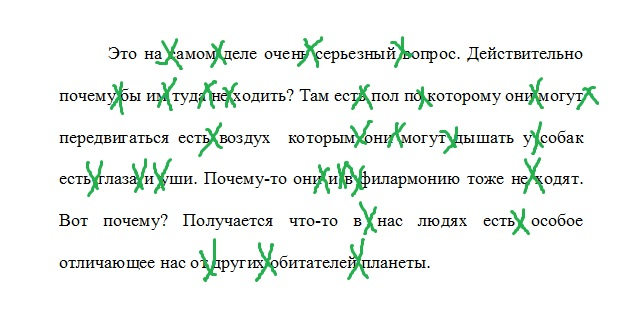 Это на самом деле очень серьезный вопрос. Действительно
почему бы им туда не ходить? Там есть пол по которому они могут
передвигаться есть воздух которым они могут дышать у собак
есть глаза и уши. Почему-то они и в филармонию тоже не ходят.
Вот почему? Получается что-то в нас людях есть особое
отличающее нас от других обитателей планеты.